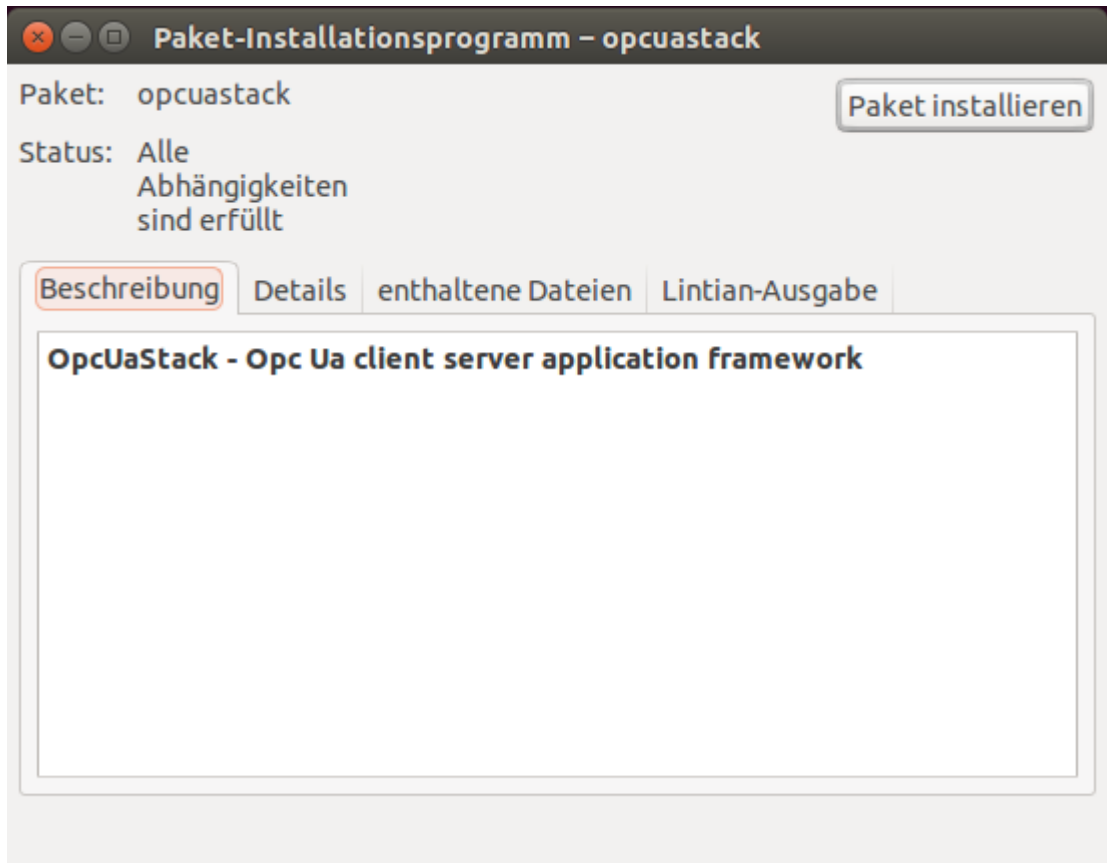 Paket-Installationsprogramm – opcuastack
Paket: opcuastack
Paket installieren
Status: Alle
Abhängigkeiten
sind erfüllt
Beschreibung Details enthaltene Dateien Lintian-Ausgabe
OpcUaStack - Opc Ua client server application framework